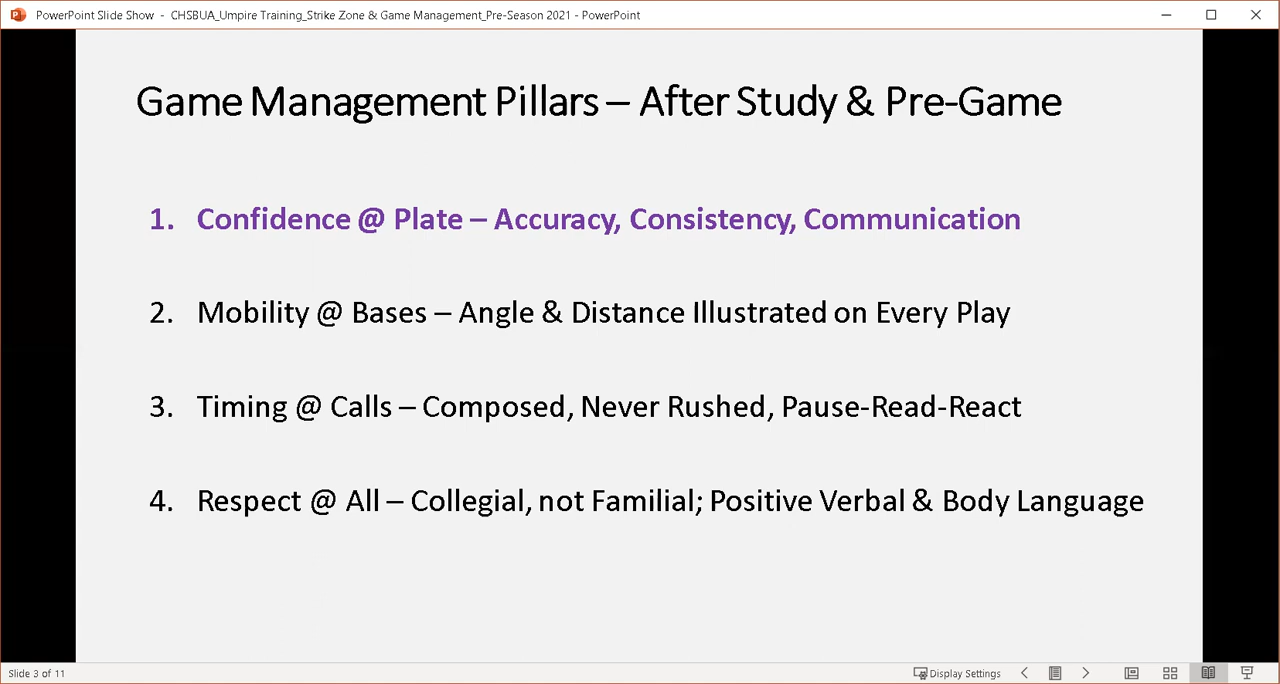 PowerPoint Slide Show - CHSBUA_Umpire Training_Strike Zone & Game Management_Pre-Season 2021 - PowerPoint
Game Management Pillars – After Study & Pre-Game
1. Confidence @ Plate – Accuracy, Consistency, Communication
2. Mobility @ Bases – Angle & Distance Illustrated on Every Play
3. Timing @ Calls – Composed, Never Rushed, Pause-Read-React
4. Respect @ All – Collegial, not Familial; Positive Verbal & Body Language
Slide 3 of 11
Display Settings